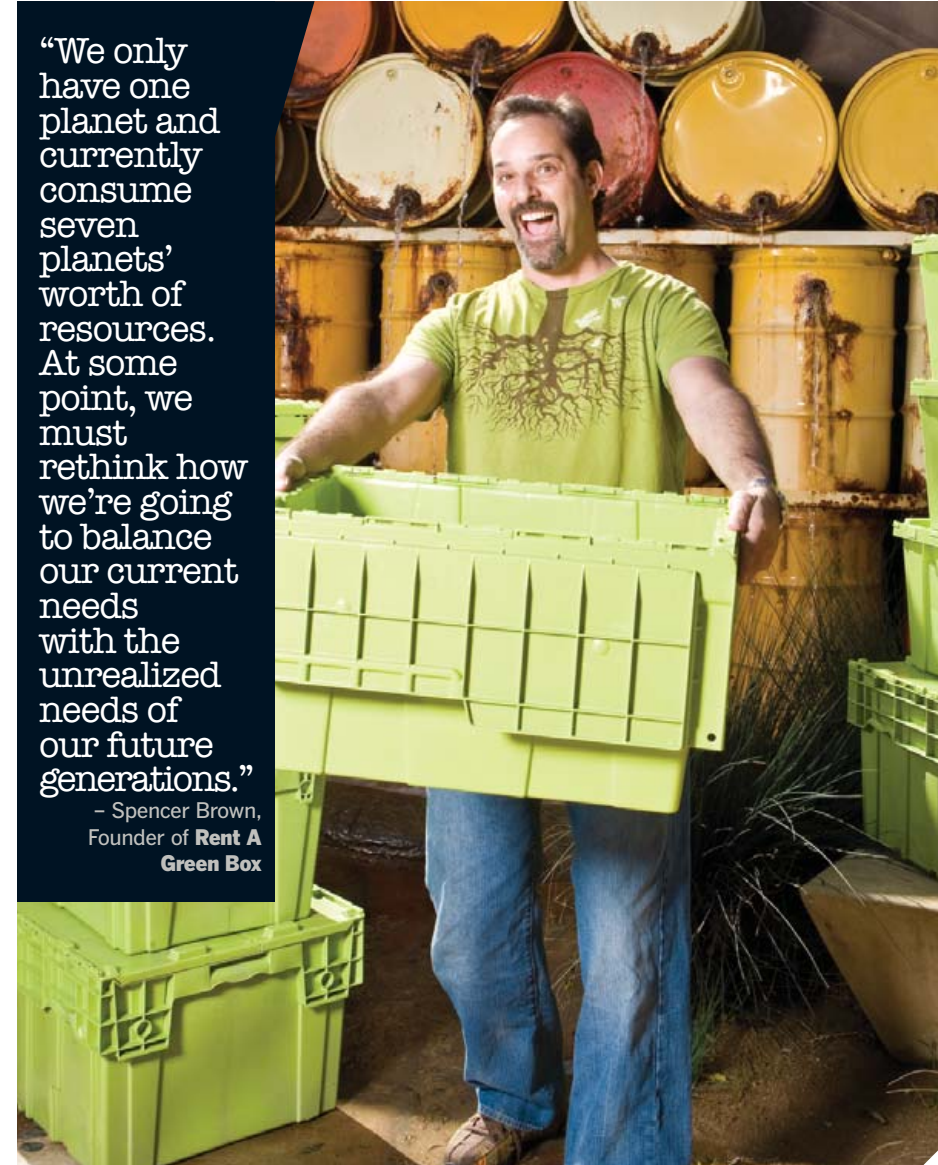 “We only
have one
planet and
currently
consume
seven
planets’
worth of
resources.
At some
point, we
must
rethink how
we’re going
to balance
our current
needs
with the
unrealized
needs of
our future
generations.”
– Spencer Brown,
Founder of Rent A
Green Box